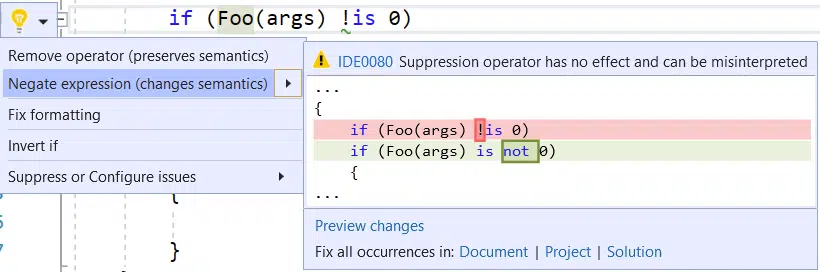 if (Foo(args) !is 0)
Remove operator (preserves semantics)
Negate expression (changes semantics)
Fix formatting
Invert if
Suppress or Configure issues
IDE0080 Suppression operator has no effect and can be misinterpreted
...
{
if (Foo(args) !is 0)
if (Foo(args) is not 0)
{
...
Preview changes
Fix all occurrences in: Document | Project | Solution
{
}